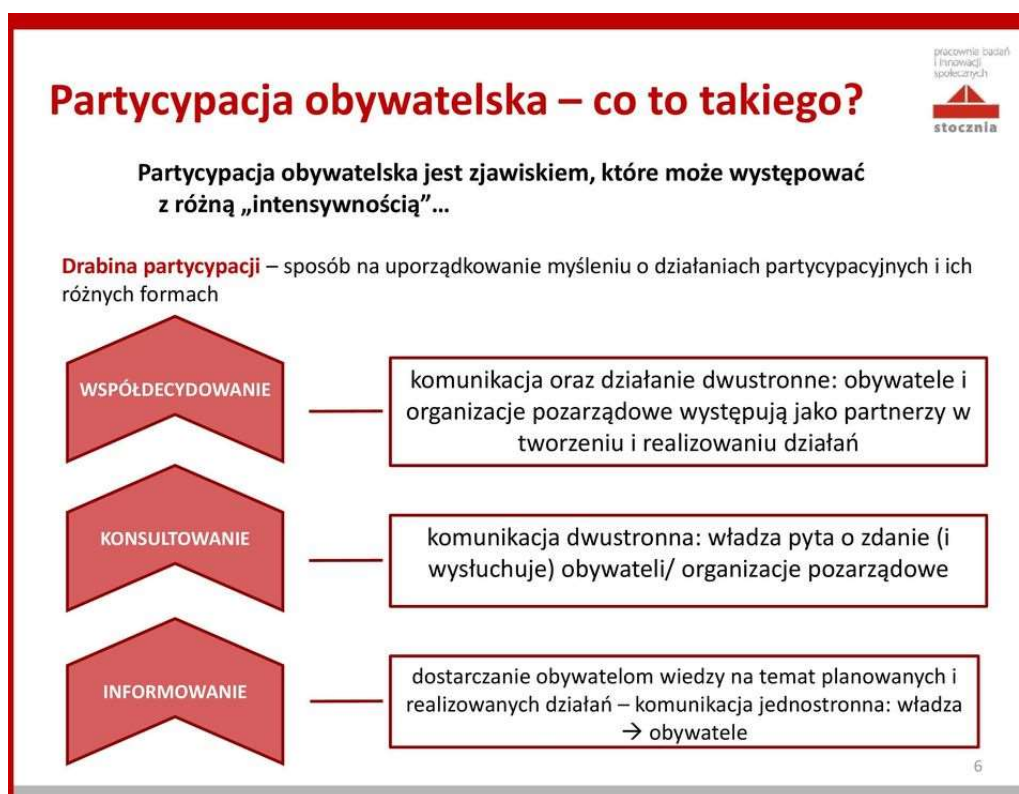 pracownia badań
i innowacji
społecznych
stocznia
Partycypacja obywatelska – co to takiego?
Partycypacja obywatelska jest zjawiskiem, które może występować
z różną „intensywnością”...
Drabina partycypacji – sposób na uporządkowanie myśleniu o działaniach partycypacyjnych i ich
różnych formach
WSPÓŁDECYDOWANIE
komunikacja oraz działanie dwustronne: obywatele i
organizacje pozarządowe występują jako partnerzy w
tworzeniu i realizowaniu działań
KONSULTOWANIE
komunikacja dwustronna: władza pyta o zdanie (i
wysłuchuje) obywateli/ organizacje pozarządowe
INFORMOWANIE
dostarczanie obywatelom wiedzy na temat planowanych i
realizowanych działań – komunikacja jednostronna: władza
→ obywatele
6